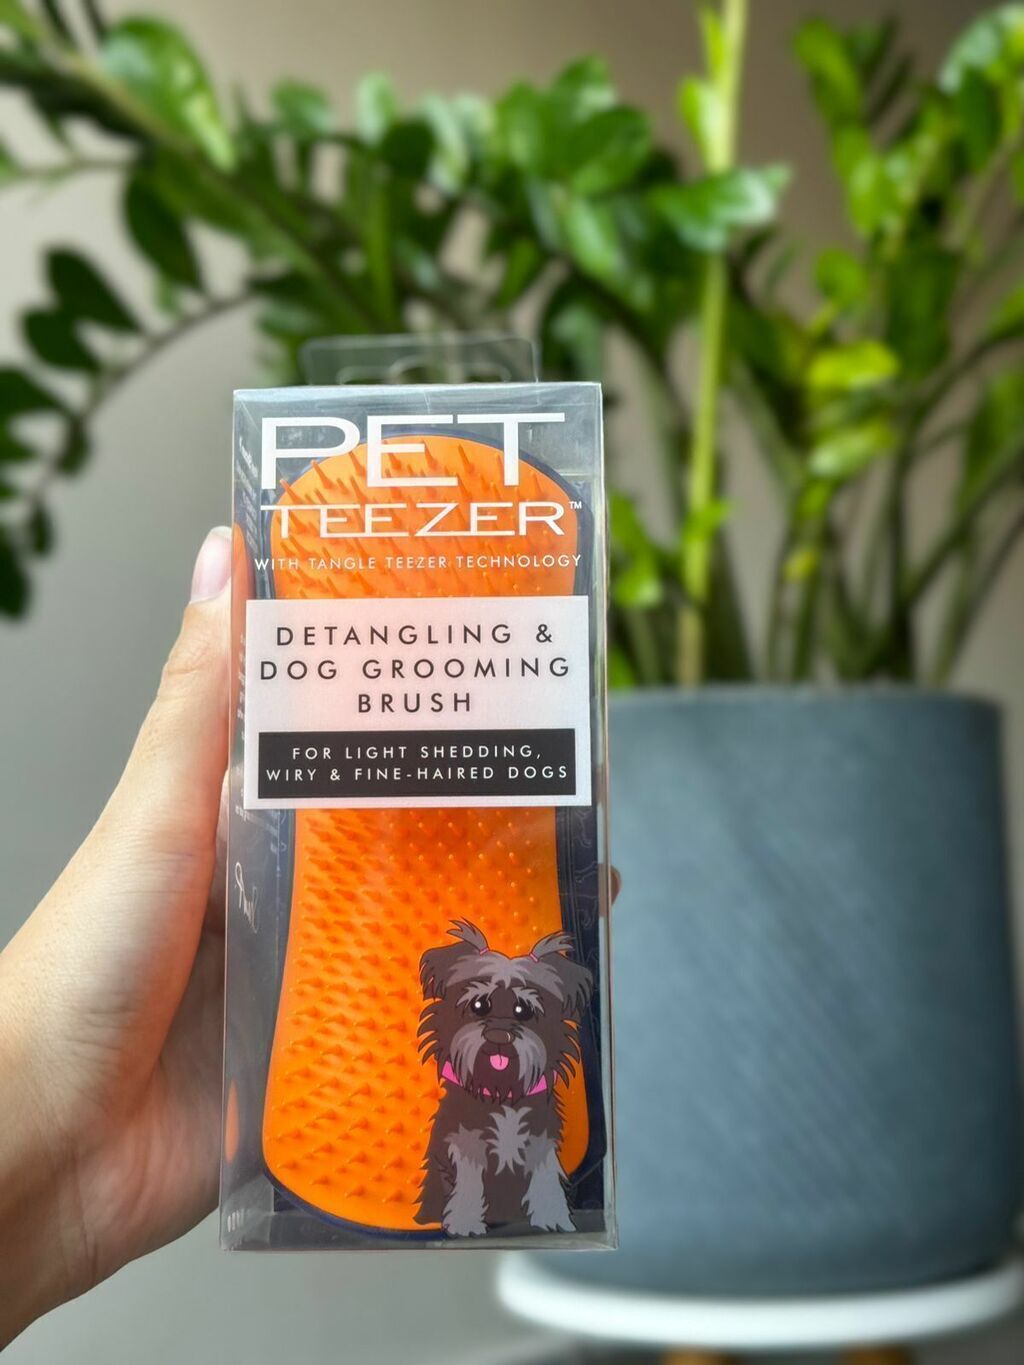 PET
TEEZER™
WITH TANGLE TEEZER TECHNOLOGY
DETANGLING &
DOG GROOMING
BRUSH
FOR LIGHT SHEDDING,
WIRY & FINE-HAIRED DOGS